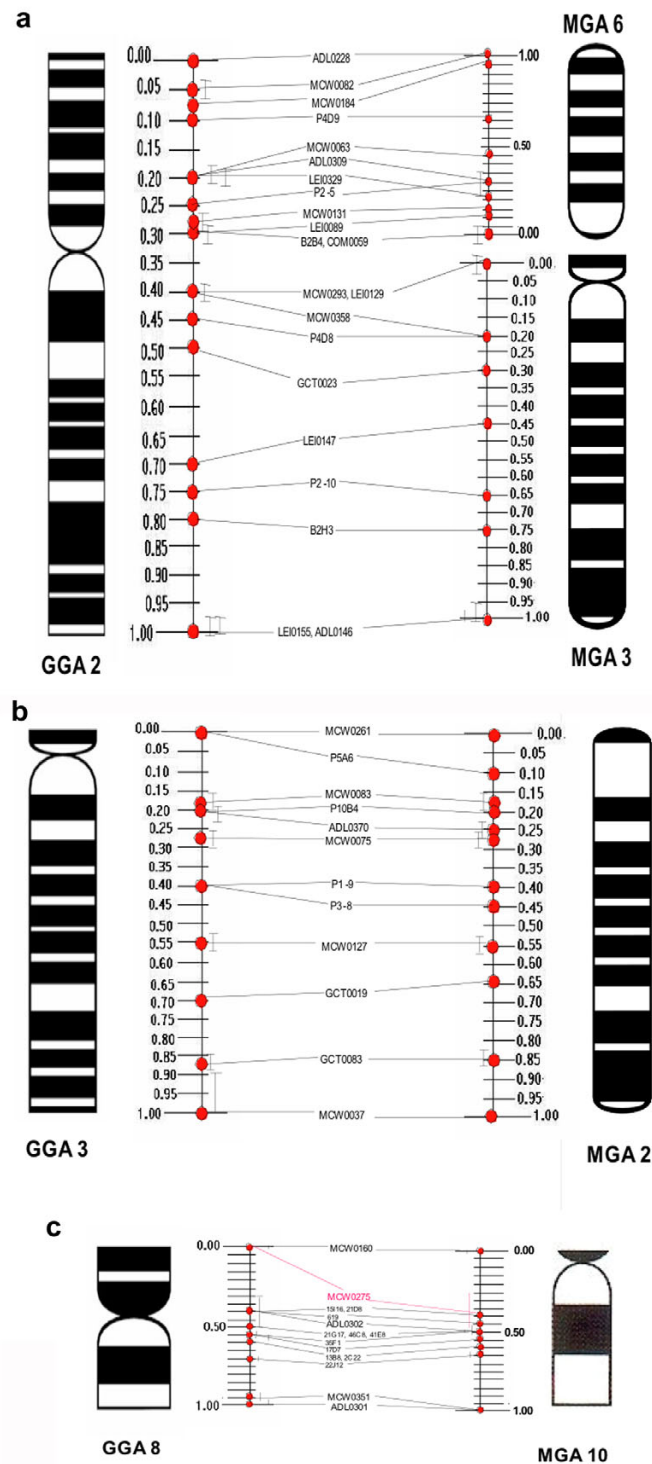 a
MGA 6
0.00
0.05
0.10
0.15
0.20
0.25
0.30
0.35
0.40
0.45
0.50
0.55
0.60
0.65
0.70
0.75
0.80
0.85
0.90
0.95
1.00
ADL0228
MCW0082
MCW0184
P4D9
MCW0063
ADL0309
LEI0329
P2-5
MCW0131
LEI0089
B2B4, COM0059
MCW0293, LEI0129
MCW0358
P4D8
GCT0023
LEI0147
P2-10
B2H3
LEI0155, ADL0146
1.00
0.50
0.00
0.00
0.05
0.10
0.15
0.20
0.25
0.30
0.35
0.40
0.45
0.50
0.55
0.60
0.65
0.70
0.75
0.80
0.85
0.90
0.95
1.00
GGA 2
MGA 3
b
0.00
0.05
0.10
0.15
0.20
0.25
0.30
0.35
0.40
0.45
0.50
0.55
0.60
0.65
0.70
0.75
0.80
0.85
0.90
0.95
1.00
MCW0261
P5A6
MCW0083
P10B4
ADL0370
MCW0075
P1-9
P3-8
MCW0127
GCT0019
GCT0083
MCW0037
0.00
0.05
0.10
0.15
0.20
0.25
0.30
0.35
0.40
0.45
0.50
0.55
0.60
0.65
0.70
0.75
0.80
0.85
0.90
0.95
1.00
GGA 3
MGA 2
c
0.00
0.50
1.00
MCW0160
MCW0275
15I16, 21D8
619
ADL0302
21G17, 46C8, 41E8
35F1
17D7
13B8, 2C22
22J12
MCW0351
ADL0301
0.00
0.50
1.00
GGA 8
MGA 10